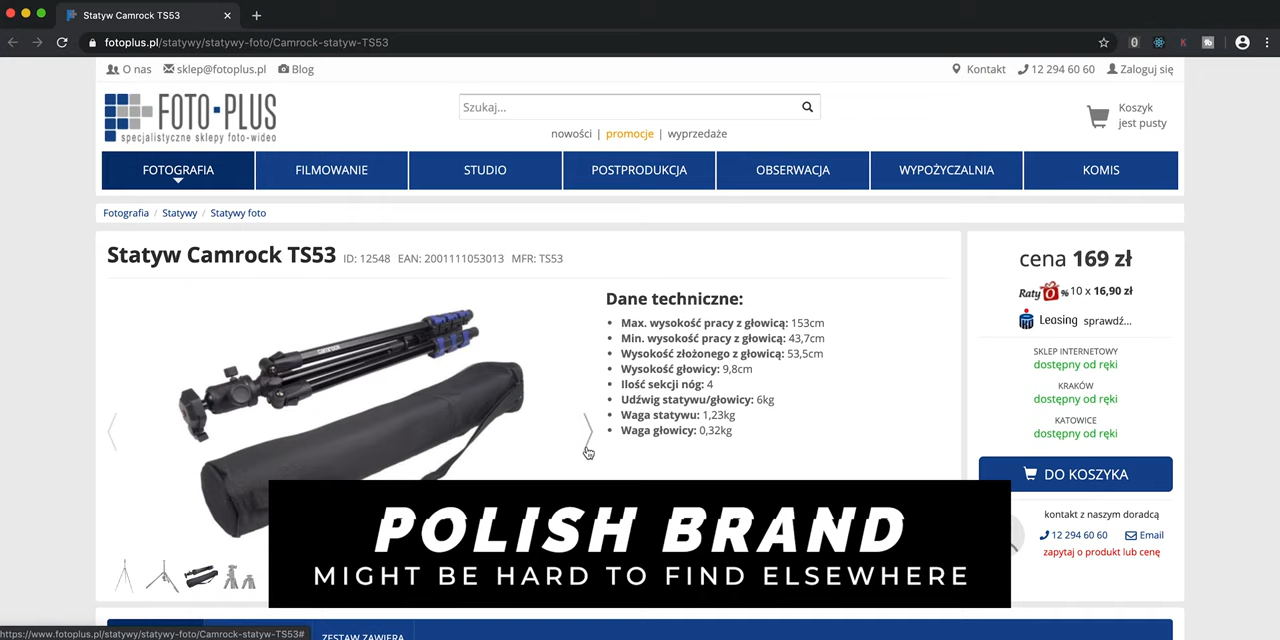 Statyw Camrock TS53
fotoplus.pl/statywy/statywy-foto/Camrock-statyw-TS53
O nas sklep@fotoplus.pl Blog
Kontakt 12 294 60 60 Zaloguj się
FOTO PLUS
specjalistyczne sklepy foto-wideo
Szukaj...
Koszyk
jest pusty
nowości | promocje | wyprzedaże
FOTOGRAFIA FILMOWANIE STUDIO POSTPRODUKCJA OBSERWACJA WYPOŻYCZALNIA KOMIS
Fotografia / Statywy / Statywy foto
Statyw Camrock TS53 ID: 12548 EAN: 2001111053013 MFR: TS53
Dane techniczne:
Max. wysokość pracy z głowicą: 153cm
Min. wysokość pracy z głowicą: 43,7cm
Wysokość złożonego z głowicą: 53,5cm
Wysokość głowicy: 9,8cm
Ilość sekcji nóg: 4
Udźwig statywu/głowicy: 6kg
Waga statywu: 1,23kg
Waga głowicy: 0,32kg
cena 169 zł
Raty 0 % 10 x 16,90 zł
Leasing sprawdź...
SKLEP INTERNETOWY
dostępny od ręki
KRAKÓW
dostępny od ręki
KATOWICE
dostępny od ręki
DO KOSZYKA
kontakt z naszym doradcą
12 294 60 60 Email
zapytaj o produkt lub cenę
POLISH BRAND
MIGHT BE HARD TO FIND ELSEWHERE
https://www.fotoplus.pl/statywy/statywy-foto/Camrock-statyw-TS53#
ZESTAW ZAWIERA